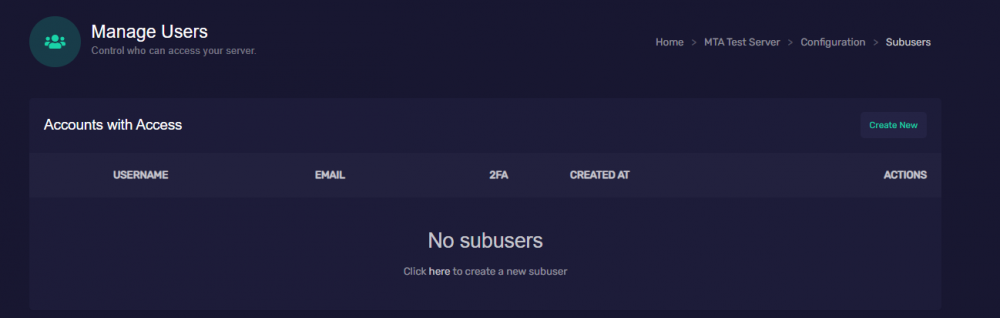 Manage Users
Control who can access your server.
Home > MTA Test Server > Configuration > Subusers
Accounts with Access
Create New
USERNAME EMAIL 2FA CREATED AT ACTIONS
No subusers
Click here to create a new subuser